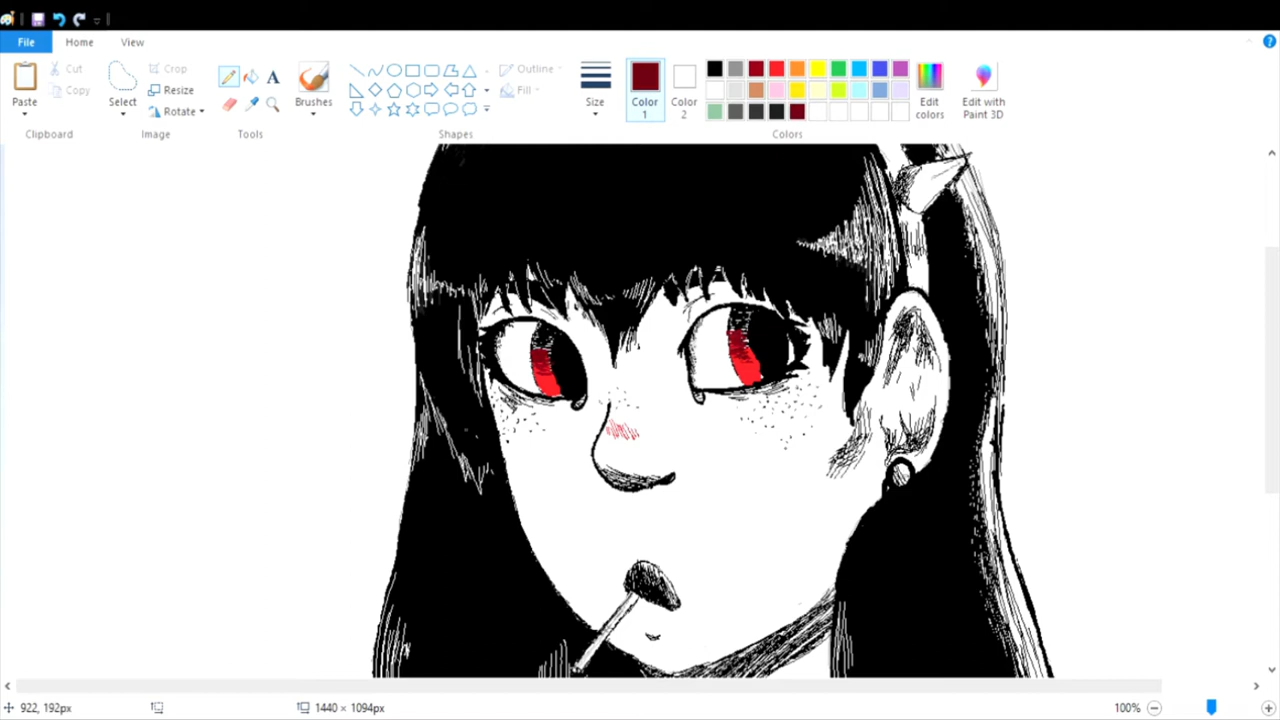 File Home View
Paste
Cut
Copy
Clipboard
Select
Crop
Resize
Rotate
Image
A
Tools
Brushes
Outline
Fill
Shapes
Size
Color 1
Color 2
Edit colors
Edit with Paint 3D
Colors
922, 192px 1440 × 1094px 100%